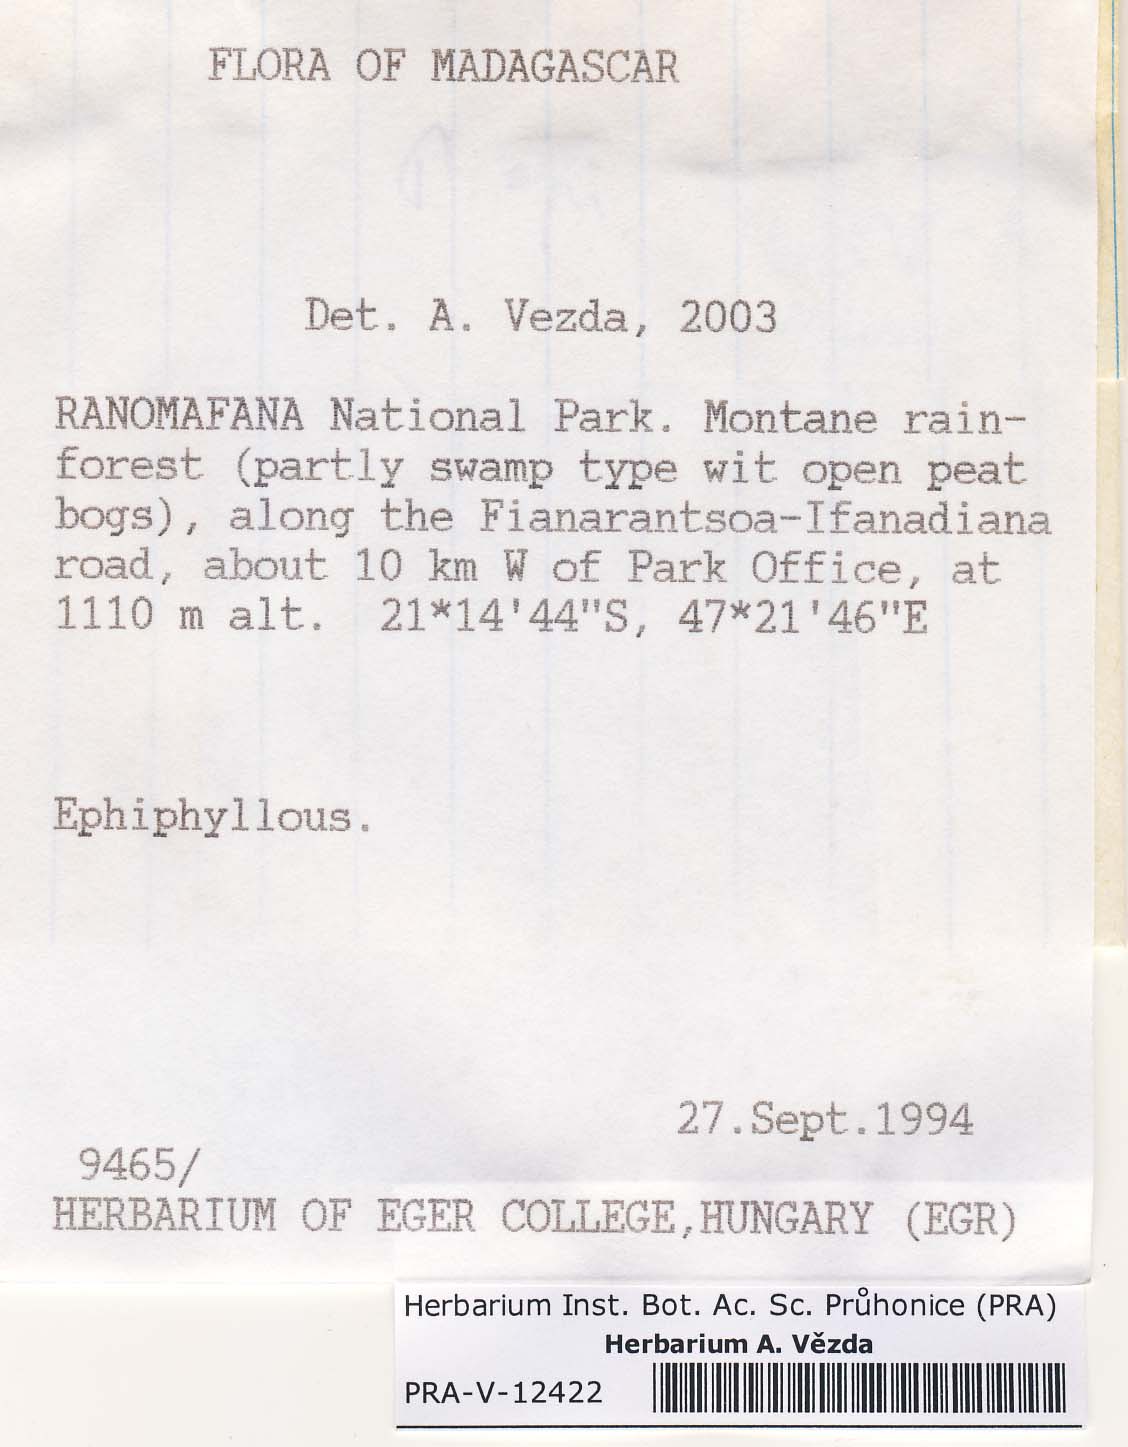 FLORA OF MADAGASCAR
Det. A. Vezda, 2003
RANOMAFANA National Park. Montane rain-
forest (partly swamp type wit open peat
bogs), along the Fianarantsoa-Ifanadiana
road, about 10 km W of Park Office, at
1110 m alt. 21*14'44"S, 47*21'46"E
Ephiphyllous.
27.Sept.1994
9465/
HERBARIUM OF EGER COLLEGE,HUNGARY (EGR)
Herbarium Inst. Bot. Ac. Sc. Průhonice (PRA)
Herbarium A. Vězda
PRA-V-12422